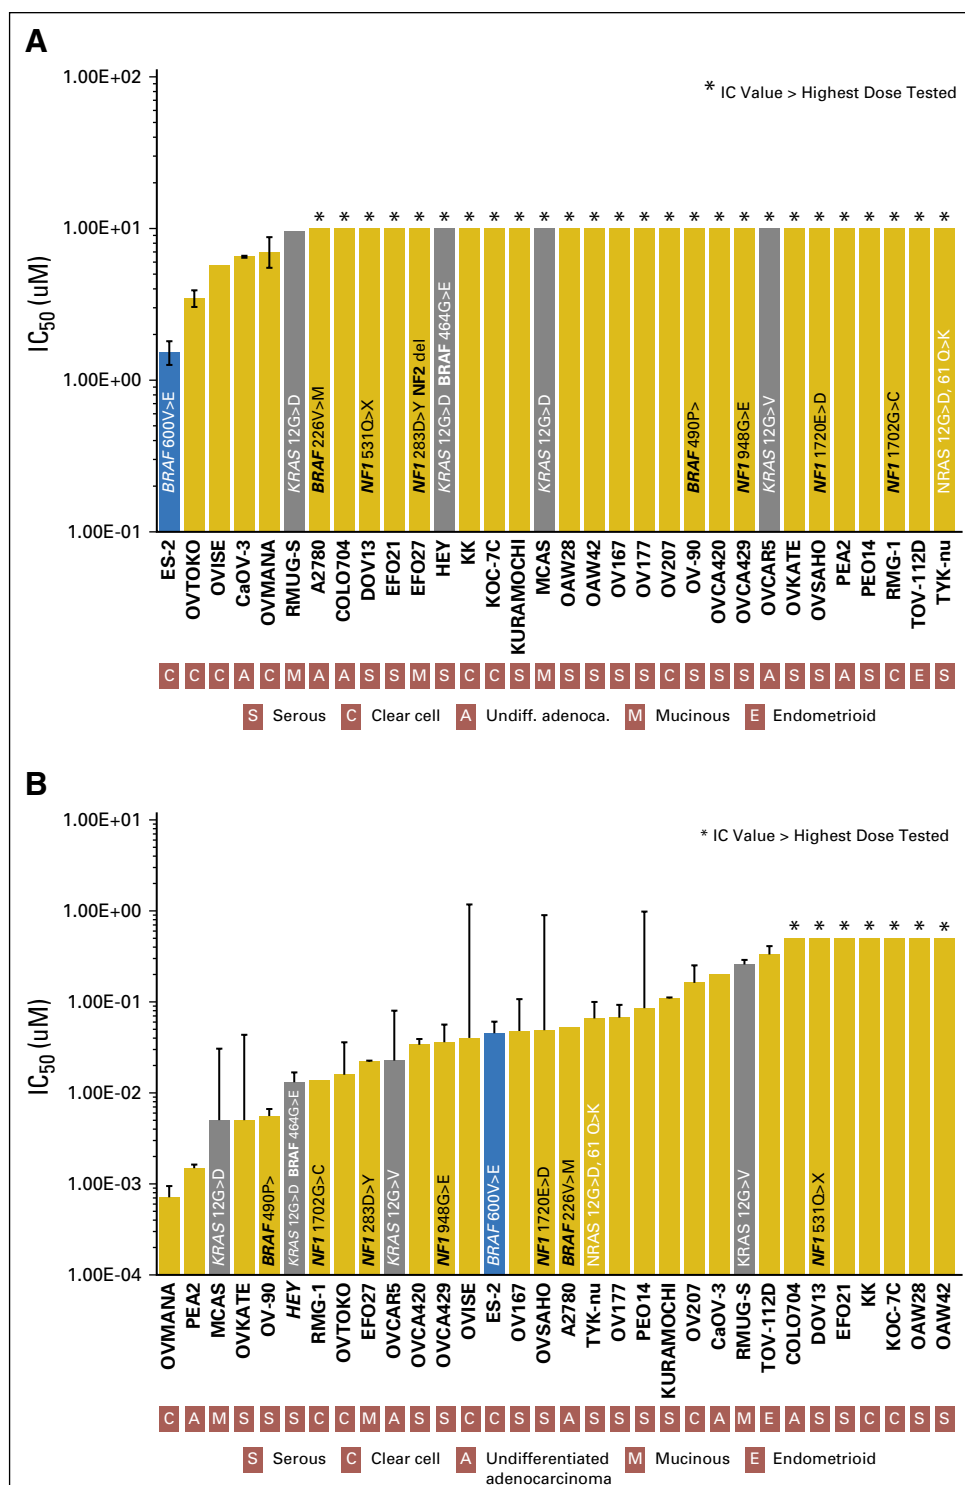 A
1.00E+02
* IC Value > Highest Dose Tested
1.00E+01
1.00E+00
1.00E-01
IC50 (uM)
BRAF 600V>E
KRAS 12G>D
BRAF 226V>M
NF1 531Q>X
NF1 283D>Y NF2 del
KRAS 12G>D BRAF 464G>E
KRAS 12G>D
BRAF 490P>
NF1 948G>E
KRAS 12G>V
NF1 1720E>D
NF1 1702G>C
NRAS 12G>D, 61 Q>K
* * * * * * * * * * * * * * * * * * * * * * * * * *
ES-2
OVTOKO
OVISE
CaOV-3
OVMANA
RMUG-S
A2780
COLO704
DOV13
EFO21
EFO27
HEY
KK
KOC-7C
KURAMOCHI
MCAS
OAW28
OAW42
OV167
OV177
OV207
OV-90
OVCA420
OVCA429
OVCAR5
OVKATE
OVSAHO
PEA2
PEO14
RMG-1
TOV-112D
TYK-nu
C C C A C M A A S S M S C C S M S S S S C S S S A S S A S C E S
S Serous C Clear cell A Undiff. adenoca. M Mucinous E Endometrioid
B
1.00E+01
* IC Value > Highest Dose Tested
1.00E+00
1.00E-01
1.00E-02
1.00E-03
1.00E-04
IC50 (uM)
* * * * * * *
KRAS 12G>D
BRAF 490P>
KRAS 12G>D BRAF 464G>E
NF1 1702G>C
NF1 283D>Y
KRAS 12G>V
NF1 948G>E
BRAF 600V>E
NF1 1720E>D
BRAF 226V>M
NRAS 12G>D, 61 Q>K
KRAS 12G>V
NF1 531Q>X
OVMANA
PEA2
MCAS
OVKATE
OV-90
HEY
RMG-1
OVTOKO
EFO27
OVCAR5
OVCA420
OVCA429
OVISE
ES-2
OV167
OVSAHO
A2780
TYK-nu
OV177
PEO14
KURAMOCHI
OV207
CaOV-3
RMUG-S
TOV-112D
COLO704
DOV13
EFO21
KK
KOC-7C
OAW28
OAW42
C A M S S S C C M A S S C C S S A S S S S C A M E A S S C C S S
S Serous C Clear cell A Undifferentiated M Mucinous E Endometrioid
adenocarcinoma